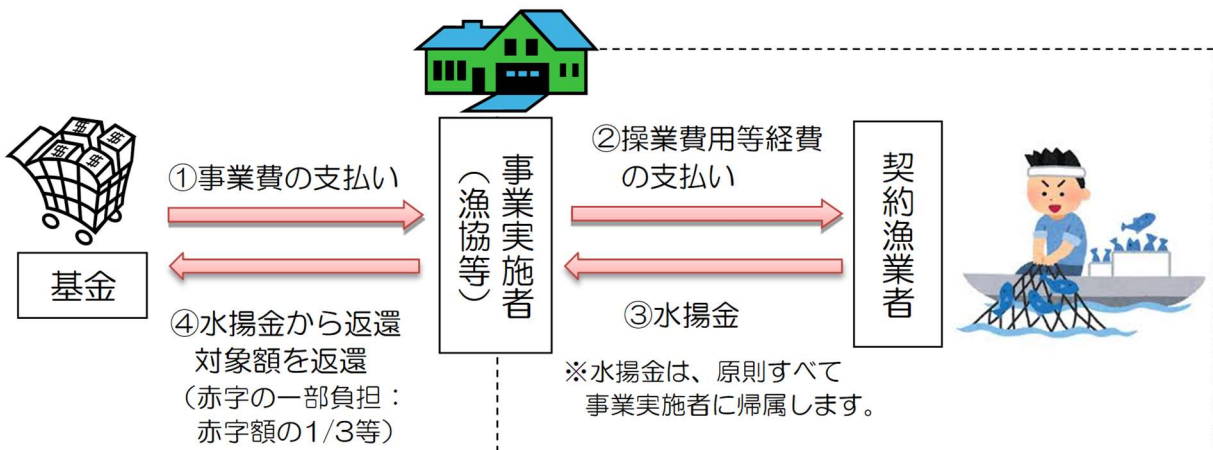 ①事業費の支払い
基金
④水揚金から返還
対象額を返還
（赤字の一部負担：
赤字額の1/3等）
事業実施者
（漁協等）
②操業費用等経費
の支払い
③水揚金
※水揚金は、原則すべて
事業実施者に帰属します。
契約漁業者